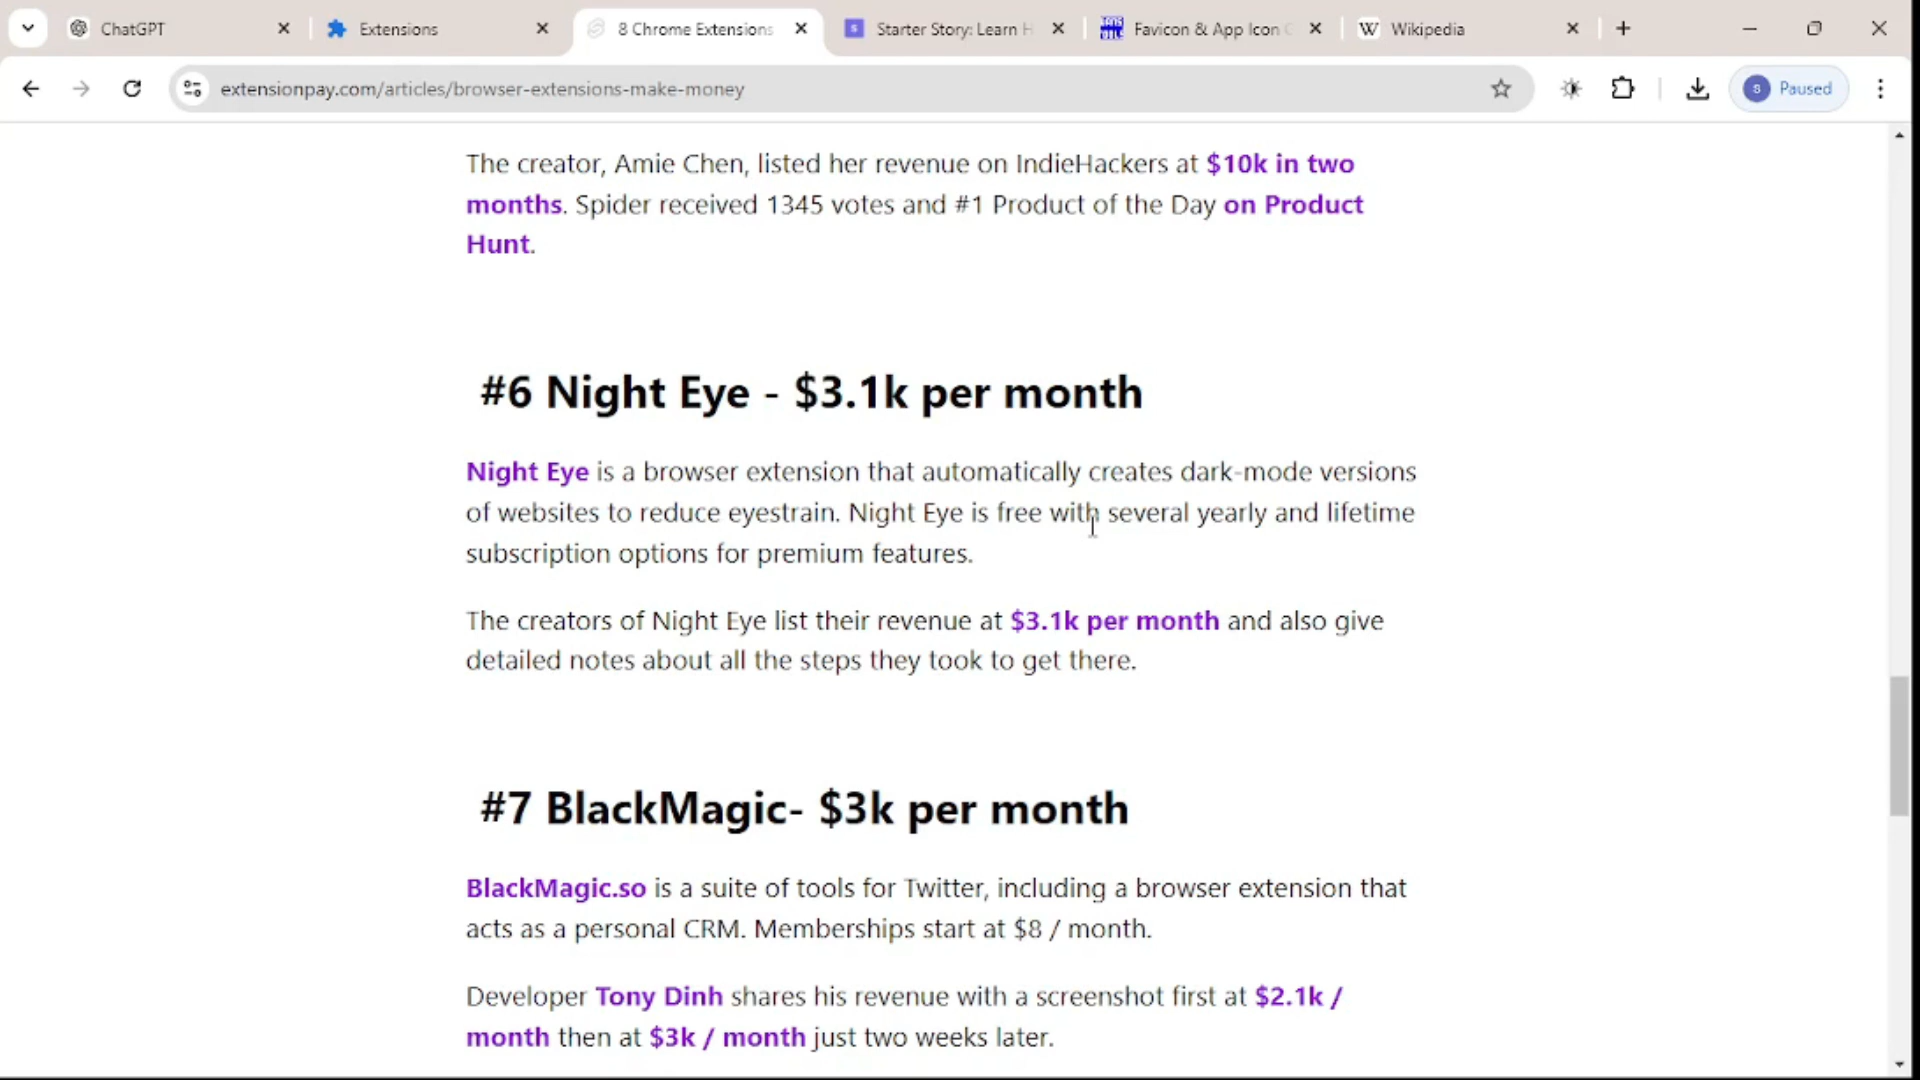 ChatGPT
Extensions
8 Chrome Extensions
Starter Story: Learn H
Favicon & App Icon
Wikipedia
extensionpay.com/articles/browser-extensions-make-money
S
Paused
The creator, Amie Chen, listed her revenue on IndieHackers at $10k in two
months. Spider received 1345 votes and #1 Product of the Day on Product
Hunt.
#6 Night Eye - $3.1k per month
Night Eye is a browser extension that automatically creates dark-mode versions
of websites to reduce eyestrain. Night Eye is free with several yearly and lifetime
subscription options for premium features.
The creators of Night Eye list their revenue at $3.1k per month and also give
detailed notes about all the steps they took to get there.
#7 BlackMagic- $3k per month
BlackMagic.so is a suite of tools for Twitter, including a browser extension that
acts as a personal CRM. Memberships start at $8 / month.
Developer Tony Dinh shares his revenue with a screenshot first at $2.1k /
month then at $3k / month just two weeks later.